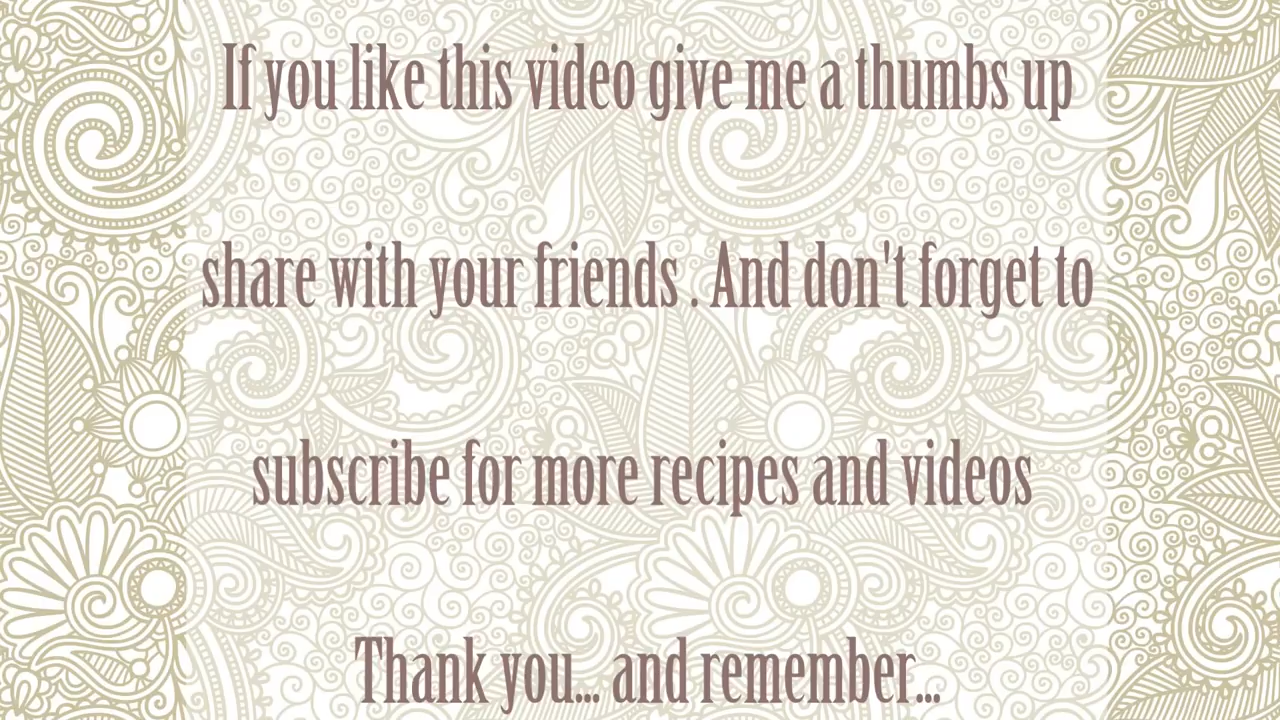 If you like this video give me a thumbs up
share with your friends . And don't forget to
subscribe for more recipes and videos
Thank you... and remember...